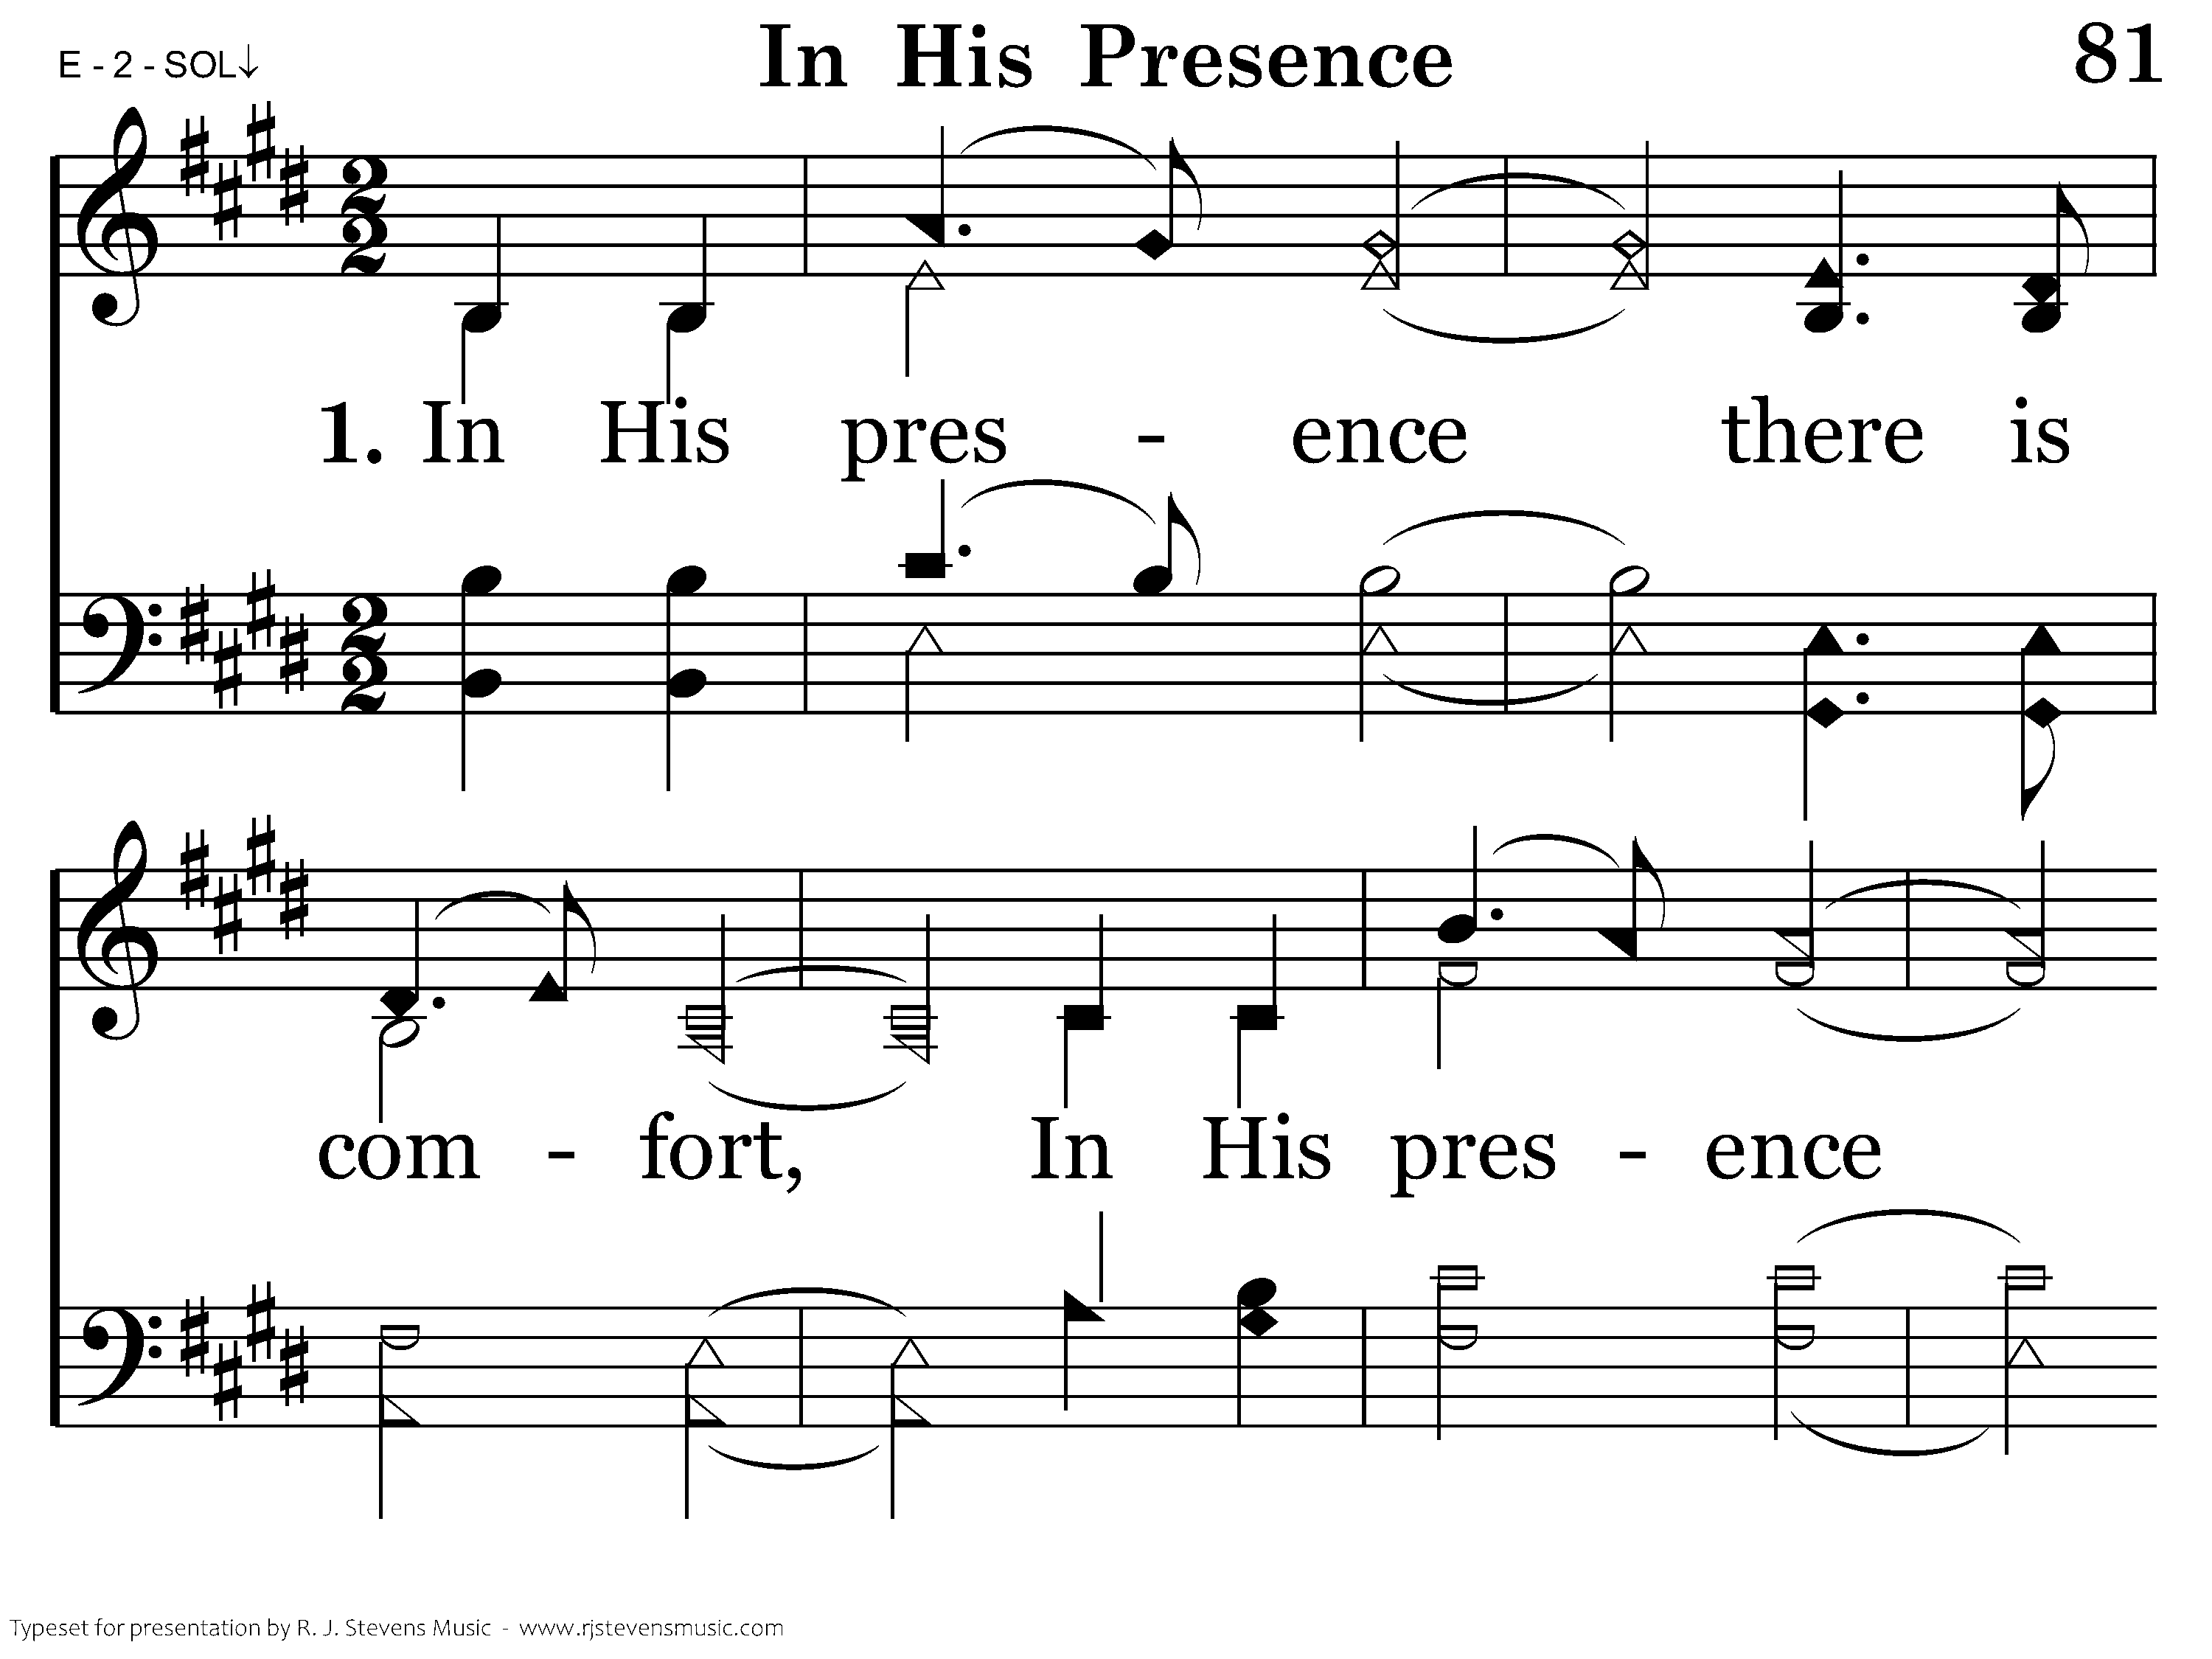 E - 2 - SOL↓ In His Presence 81
1. In His pres - ence there is
com - fort, In His pres - ence
Typeset for presentation by R. J. Stevens Music - www.rjstevensmusic.com